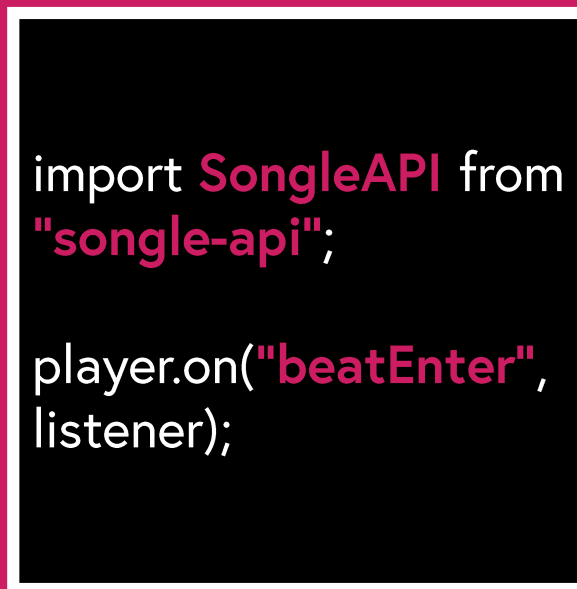 import SongleAPI from
"songle-api";
player.on("beatEnter",
listener);